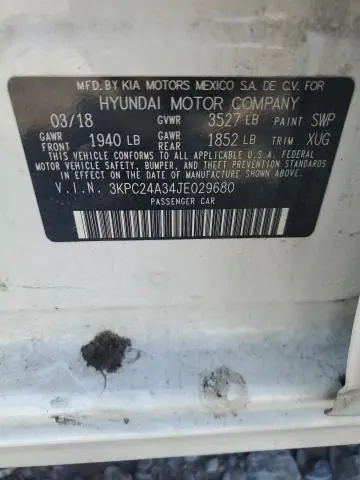 MFD. BY KIA MOTORS MEXICO S.A. DE C.V. FOR
HYUNDAI MOTOR COMPANY
03/18 GVWR 3527 LB PAINT SWP
GAWR FRONT 1940 LB GAWR REAR 1852 LB TRIM XUG
THIS VEHICLE CONFORMS TO ALL APPLICABLE U.S.A. FEDERAL
MOTOR VEHICLE SAFETY, BUMPER, AND THEFT PREVENTION STANDARDS
IN EFFECT ON THE DATE OF MANUFACTURE SHOWN ABOVE.
V.I.N. 3KPC24A34JE029680
PASSENGER CAR